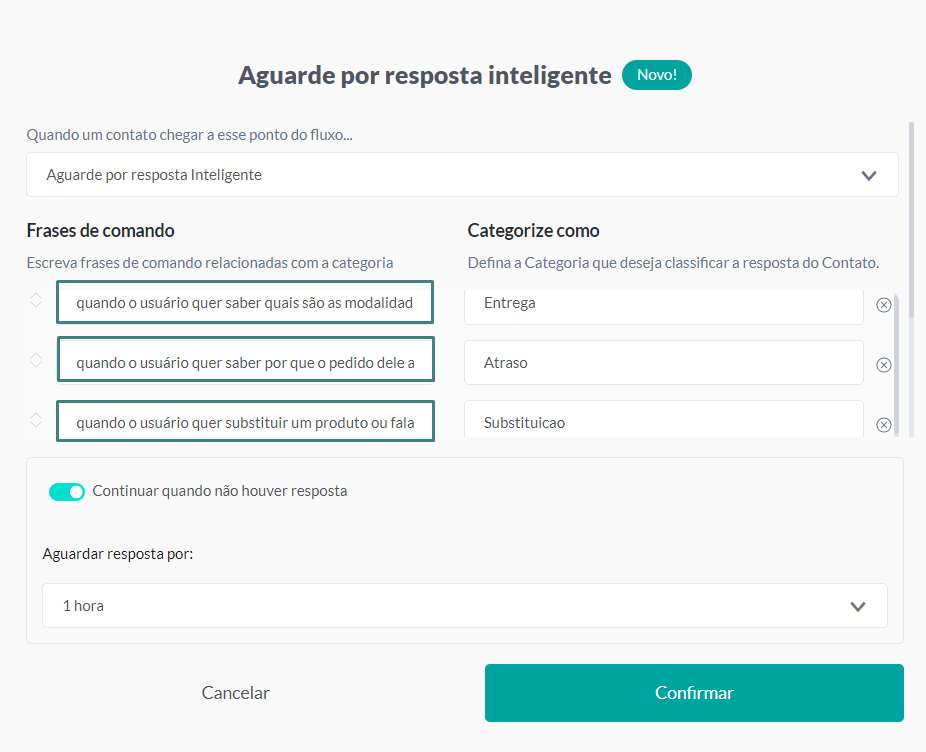 Aguarde por resposta inteligente Novo!
Quando um contato chegar a esse ponto do fluxo...
Aguarde por resposta Inteligente
Frases de comando Categorize como
Escreva frases de comando relacionadas com a categoria Defina a Categoria que deseja classificar a resposta do Contato.
quando o usuário quer saber quais são as modalidad Entrega
quando o usuário quer saber por que o pedido dele a Atraso
quando o usuário quer substituir um produto ou fala Substituicao
Continuar quando não houver resposta
Aguardar resposta por:
1 hora
Cancelar Confirmar